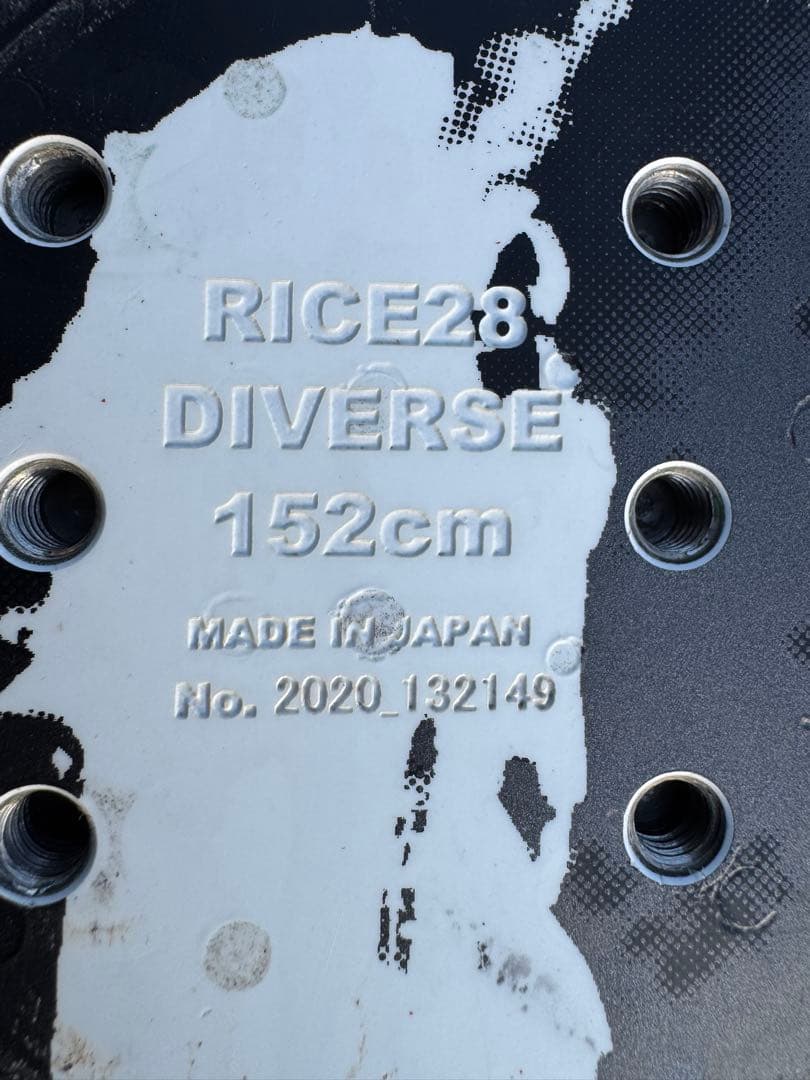 RICE28
DIVERSE
152cm
MADE IN JAPAN
No. 2020_132149